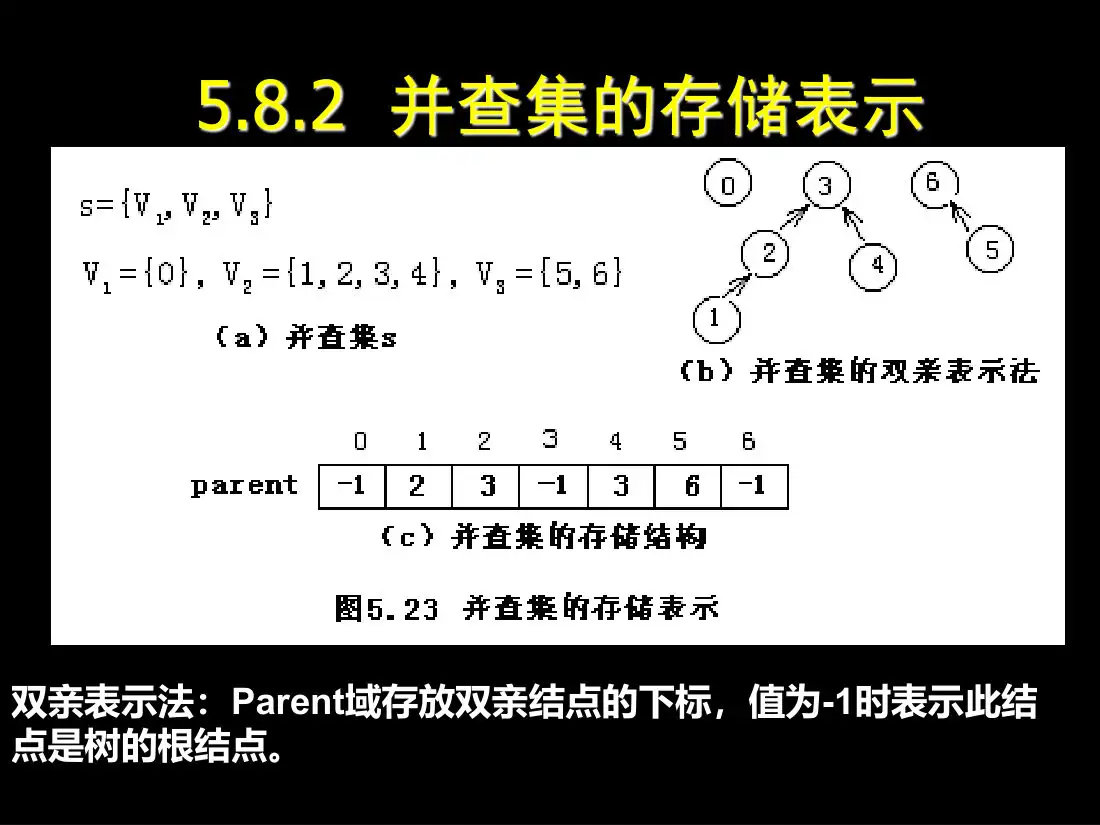 5.8.2 并查集的存储表示
s={V₁,V₂,V₃}
V₁={0}, V₂={1,2,3,4}, V₃={5,6}
(a)并查集s
0 3 6
2 4 5
1
(b)并查集的双亲表示法
0 1 2 3 4 5 6
parent -1 2 3 -1 3 6 -1
(c)并查集的存储结构
图5.23 并查集的存储表示
双亲表示法：Parent域存放双亲结点的下标，值为-1时表示此结
点是树的根结点。